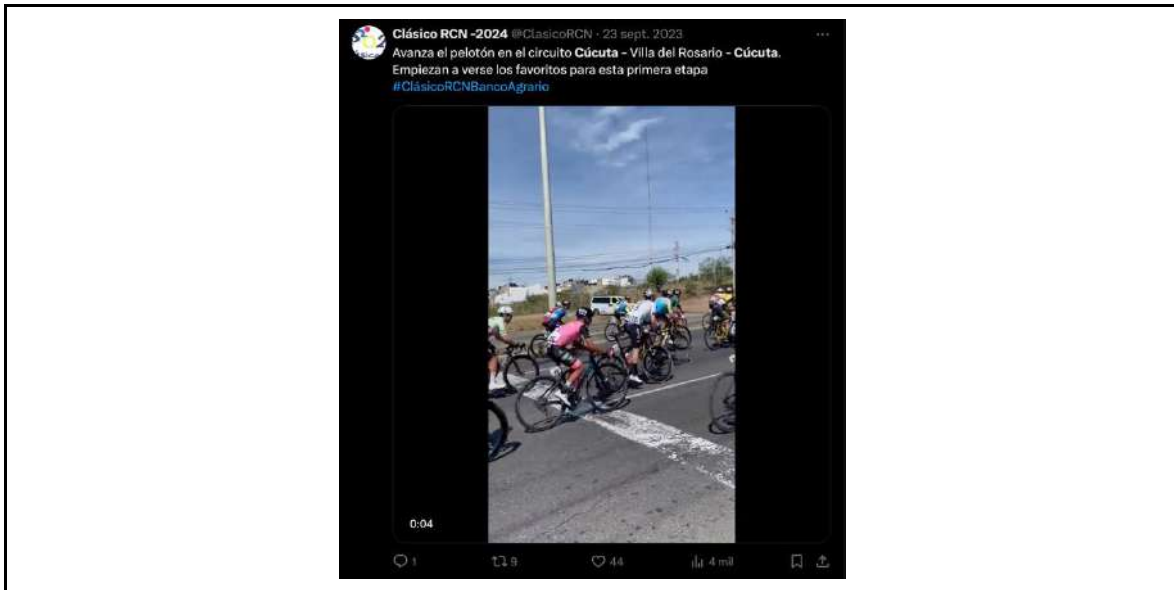 Clásico RCN -2024 @ClasicoRCN · 23 sept. 2023 ...
Avanza el pelotón en el circuito Cúcuta - Villa del Rosario - Cúcuta.
Empiezan a verse los favoritos para esta primera etapa
#ClásicoRCNBancoAgrario
0:04
1 9 44 4 mil